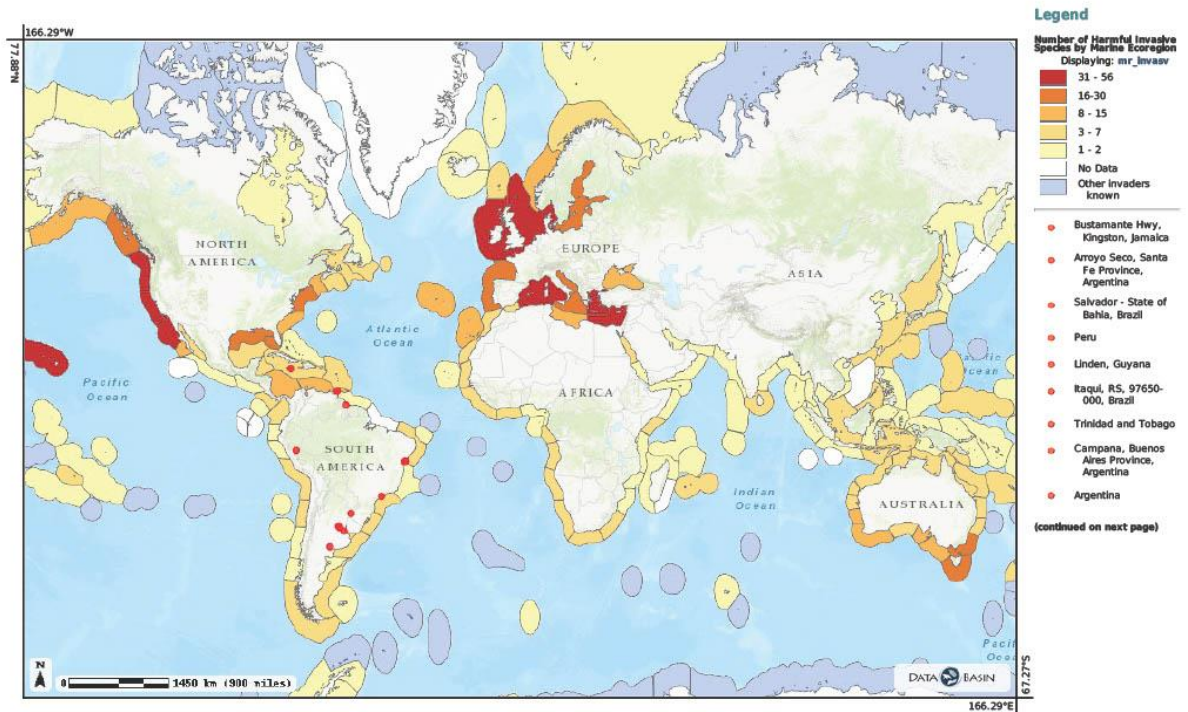 166.29°W
77.88°N
NORTH
AMERICA
EUROPE
ASIA
Atlantic
Ocean
Pacific
Ocean
AFRICA
SOUTH
AMERICA
Indian
Ocean
AUSTRALIA
Ocean
N
0
1450 km (900 miles)
DATA BASIN
67.27°S
166.29°E
Legend
Number of Harmful Invasive
Species by Marine Ecoregion
Displaying: mr_invasv
31 - 56
16-30
8 - 15
3 - 7
1 - 2
No Data
Other invaders
known
Bustamante Hwy,
Kingston, Jamaica
Arroyo Seco, Santa
Fe Province,
Argentina
Salvador - State of
Bahia, Brazil
Peru
Linden, Guyana
Itaqui, RS, 97650-
000, Brazil
Trinidad and Tobago
Campana, Buenos
Aires Province,
Argentina
Argentina
(continued on next page)